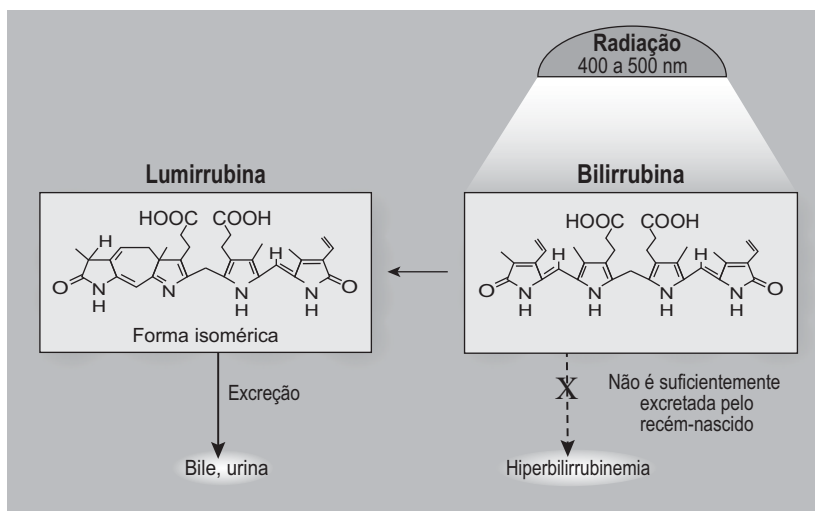 Radiação
400 a 500 nm
Lumirrubina
Bilirrubina
HOOC COOH
H
O
N
H
N
N
H
H
N
H
O
Forma isomérica
HOOC COOH
H
H
O
N
H
N
H
N
H
N
H
O
Excreção
X
Não é suficientemente
excretada pelo
recém-nascido
Bile, urina
Hiperbilirrubinemia